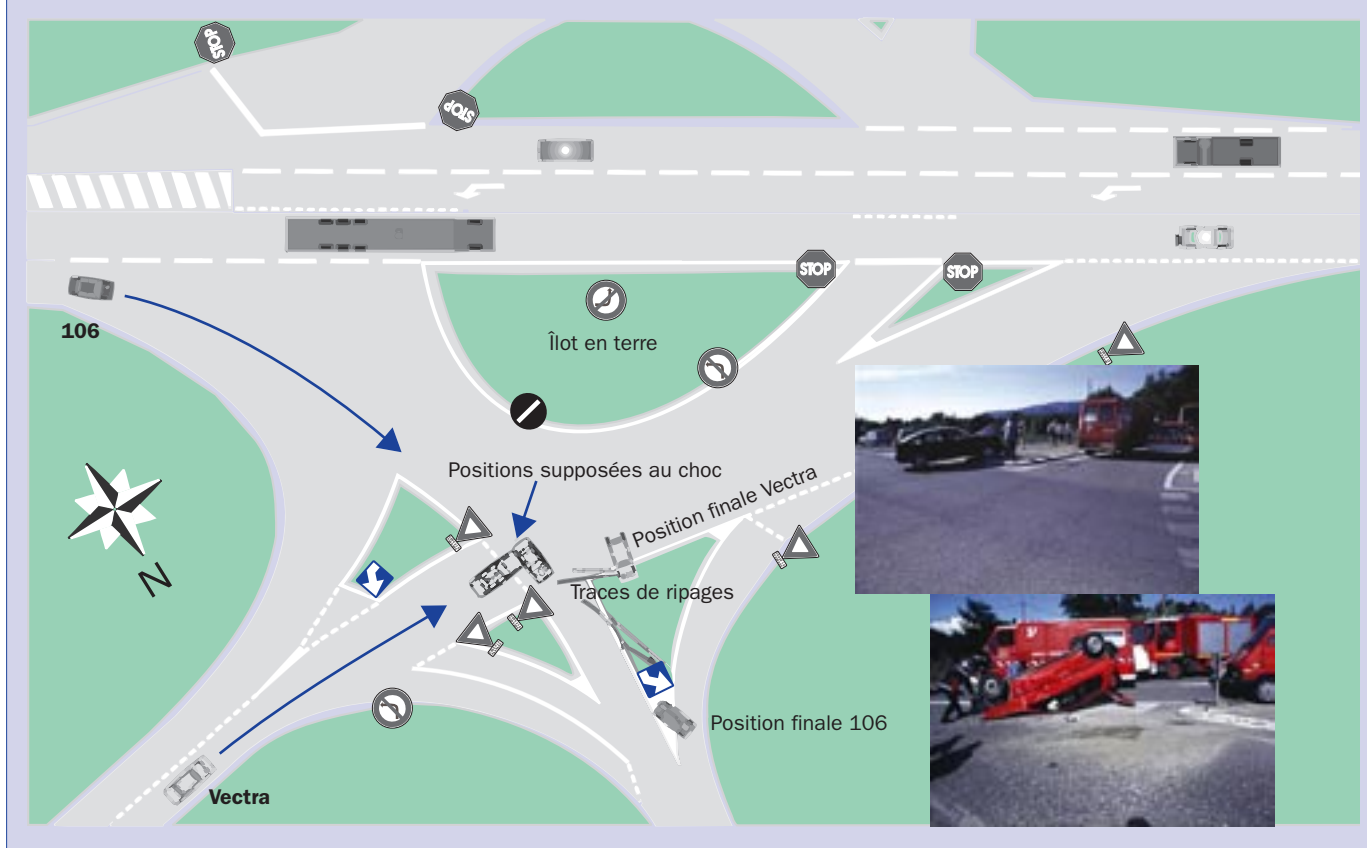 STOP
STOP
STOP
STOP
106
Îlot en terre
Positions supposées au choc
Position finale Vectra
Traces de ripages
N
Position finale 106
Vectra